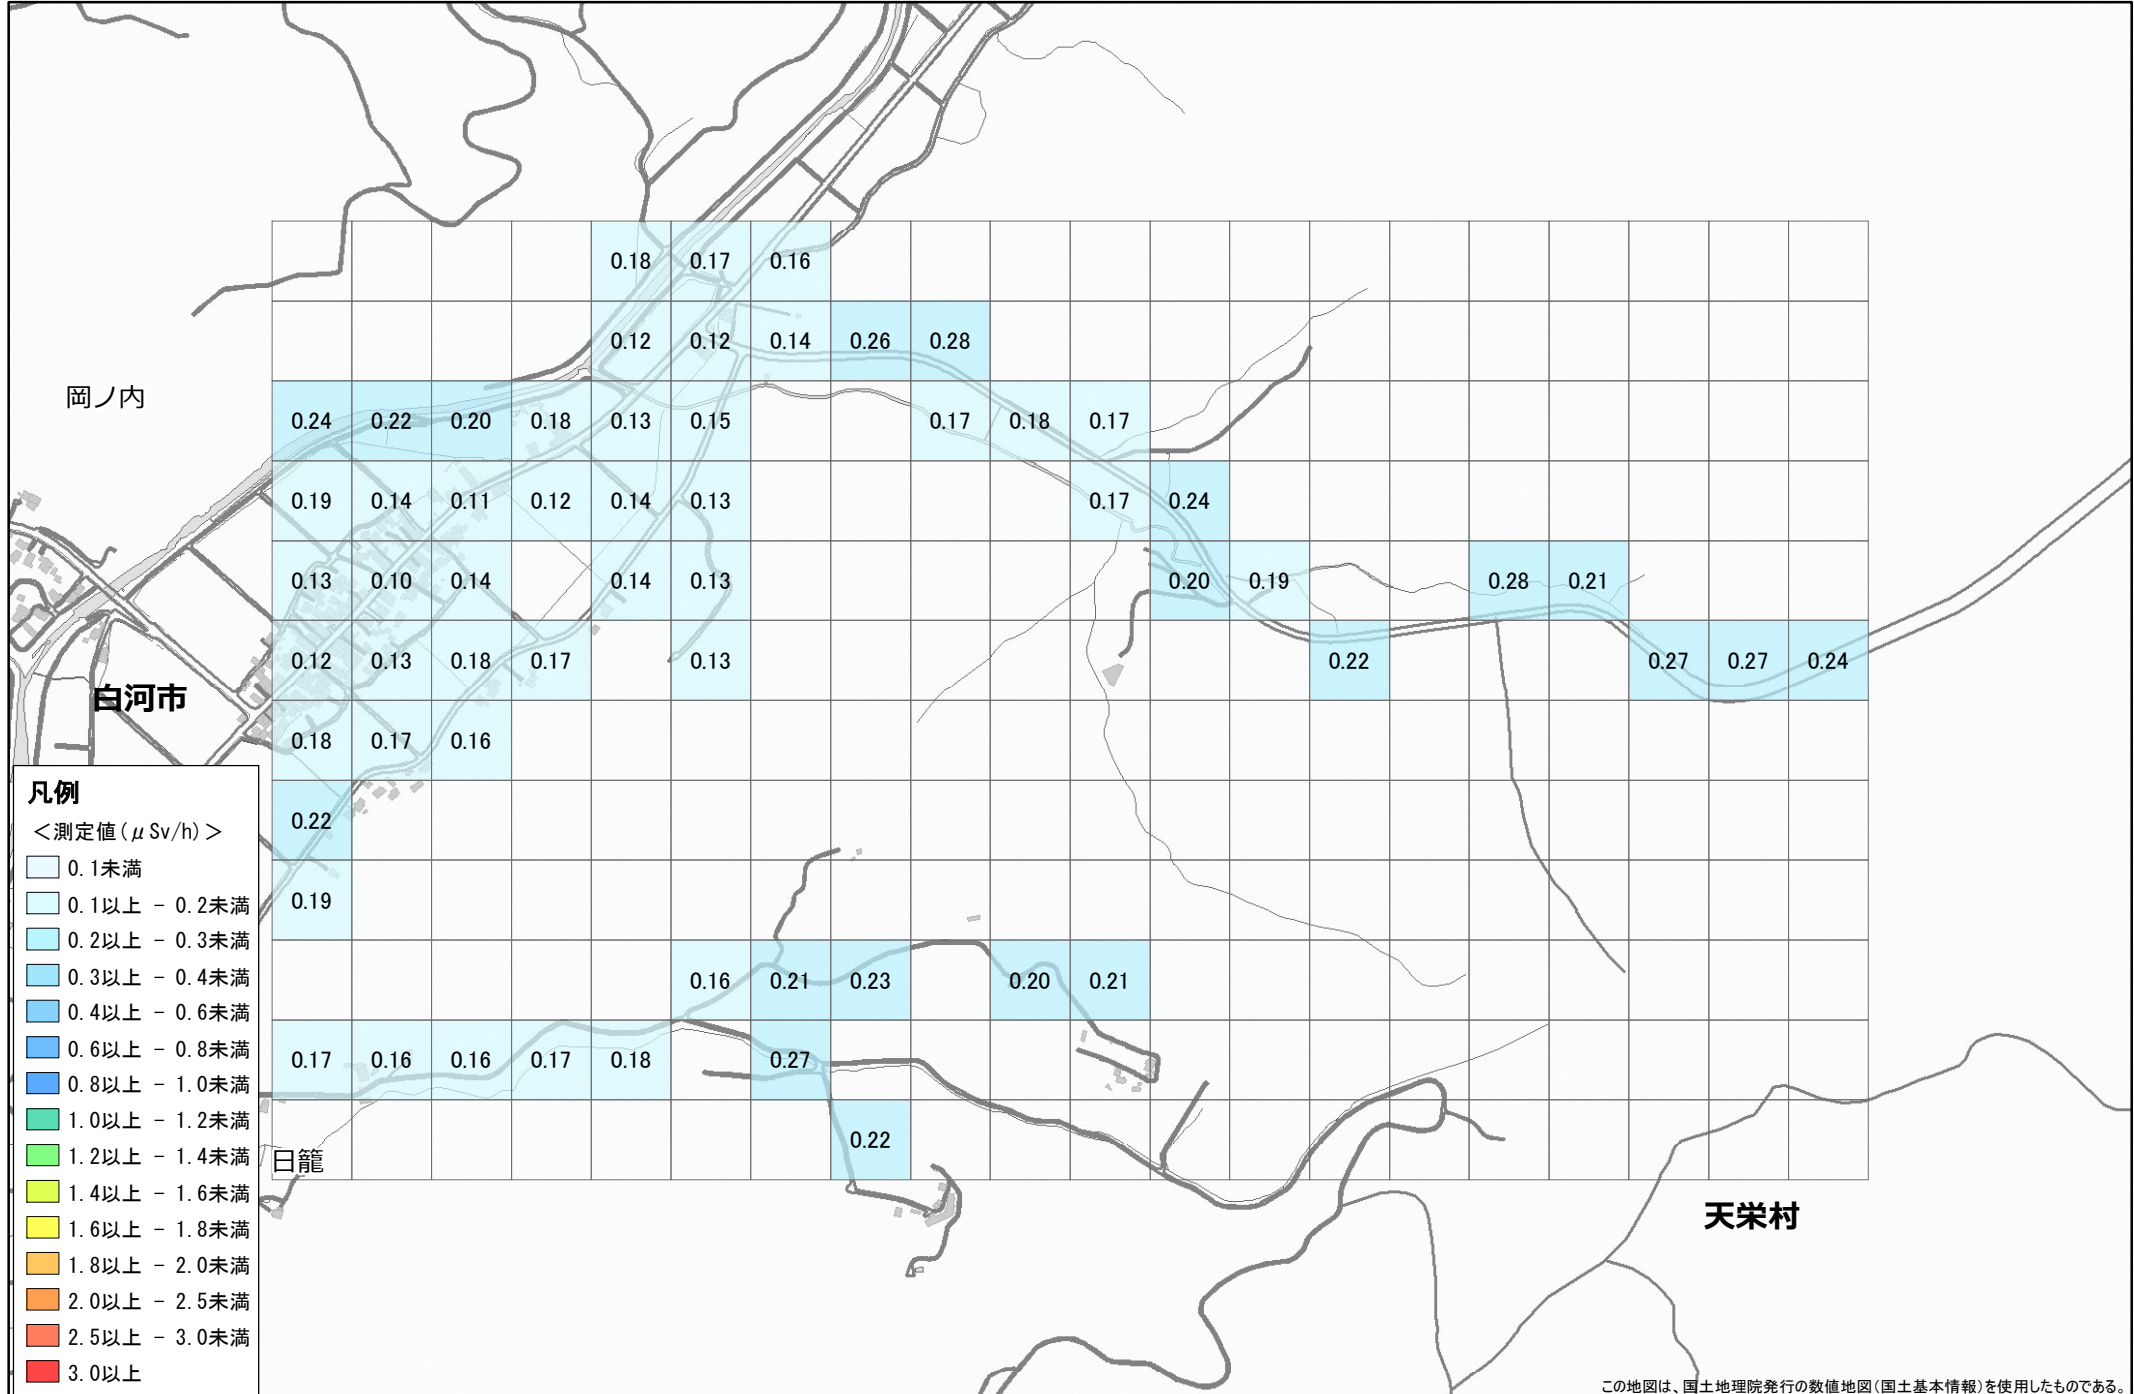 0.18 0.17 0.16
0.12 0.12 0.14 0.26 0.28
岡ノ内
0.24 0.22 0.20 0.18 0.13 0.15 0.17 0.18 0.17
0.19 0.14 0.11 0.12 0.14 0.13 0.17 0.24
0.13 0.10 0.14 0.14 0.13 0.20 0.19 0.28 0.21
0.12 0.13 0.18 0.17 0.13 0.22 0.27 0.27 0.24
白河市
0.18 0.17 0.16
0.22
0.19
0.16 0.21 0.23 0.20 0.21
0.17 0.16 0.16 0.17 0.18 0.27
0.22
日籠
天栄村
凡例
＜測定値(μSv/h)＞
0.1未満
0.1以上 － 0.2未満
0.2以上 － 0.3未満
0.3以上 － 0.4未満
0.4以上 － 0.6未満
0.6以上 － 0.8未満
0.8以上 － 1.0未満
1.0以上 － 1.2未満
1.2以上 － 1.4未満
1.4以上 － 1.6未満
1.6以上 － 1.8未満
1.8以上 － 2.0未満
2.0以上 － 2.5未満
2.5以上 － 3.0未満
3.0以上
この地図は、国土地理院発行の数値地図(国土基本情報)を使用したものである。